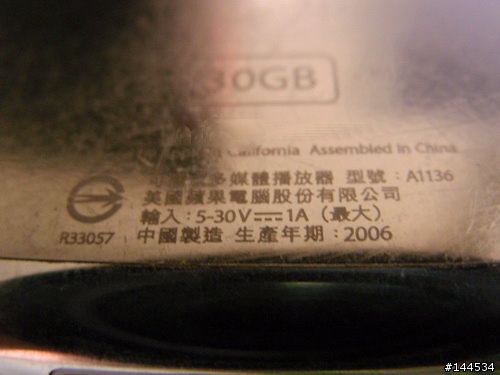 30GB
California Assembled in China
多媒體播放器 型號：A1136
美國蘋果電腦股份有限公司
輸入：5-30V⎓1A（最大）
R33057 中國製造 生產年期：2006
#144534